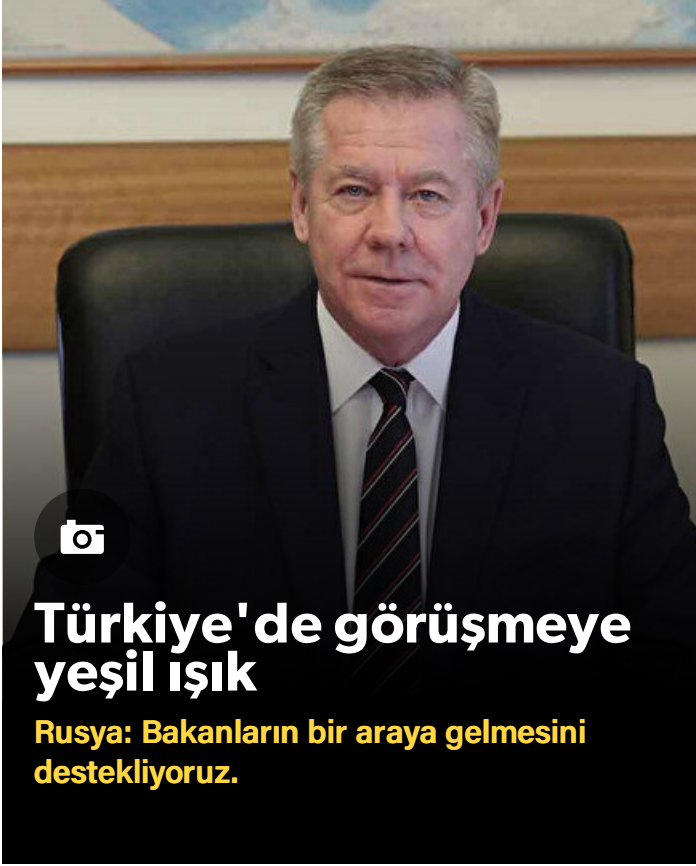 Türkiye'de görüşmeye
yeşil ışık
Rusya: Bakanların bir araya gelmesini
destekliyoruz.